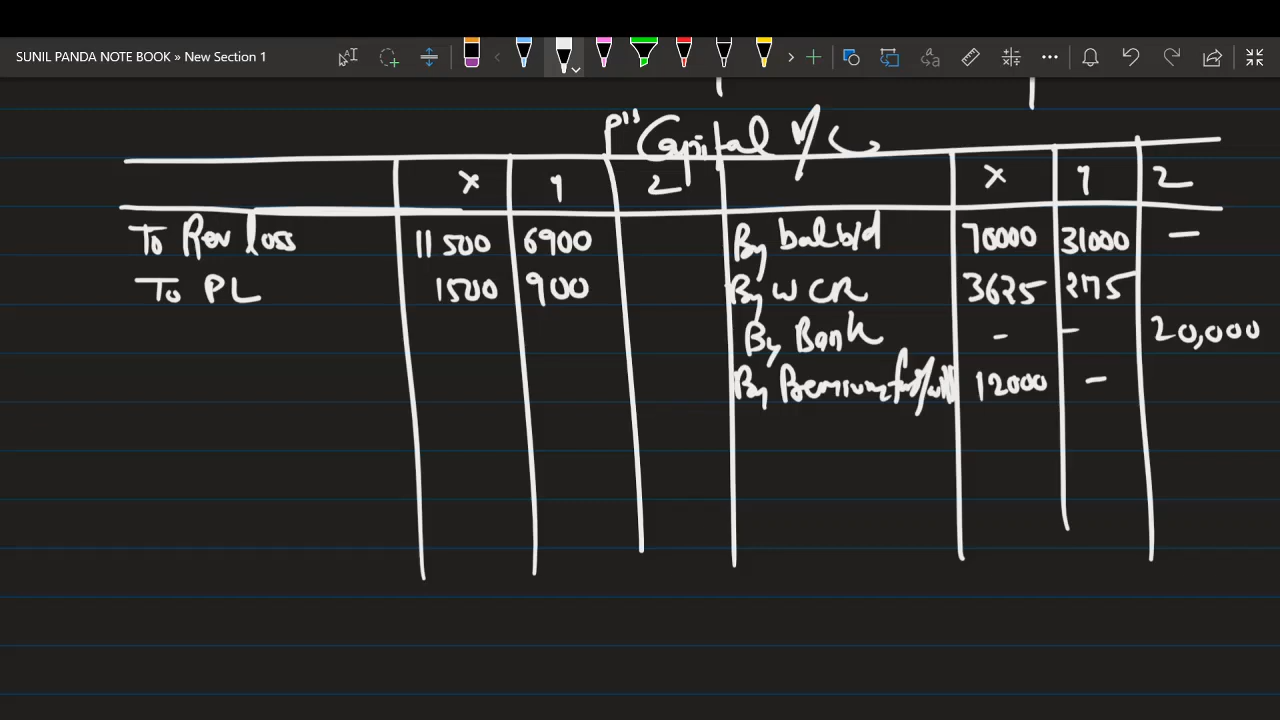 SUNIL PANDA NOTE BOOK » New Section 1
P'' Capital A/c
X Y Z X Y Z
To Rev loss 11500 6900 By bal b/d 70000 31000 -
To PL 1500 900 By WCR 3625 2175
By Bank - - 20,000
By Premium for g/will 12000 -